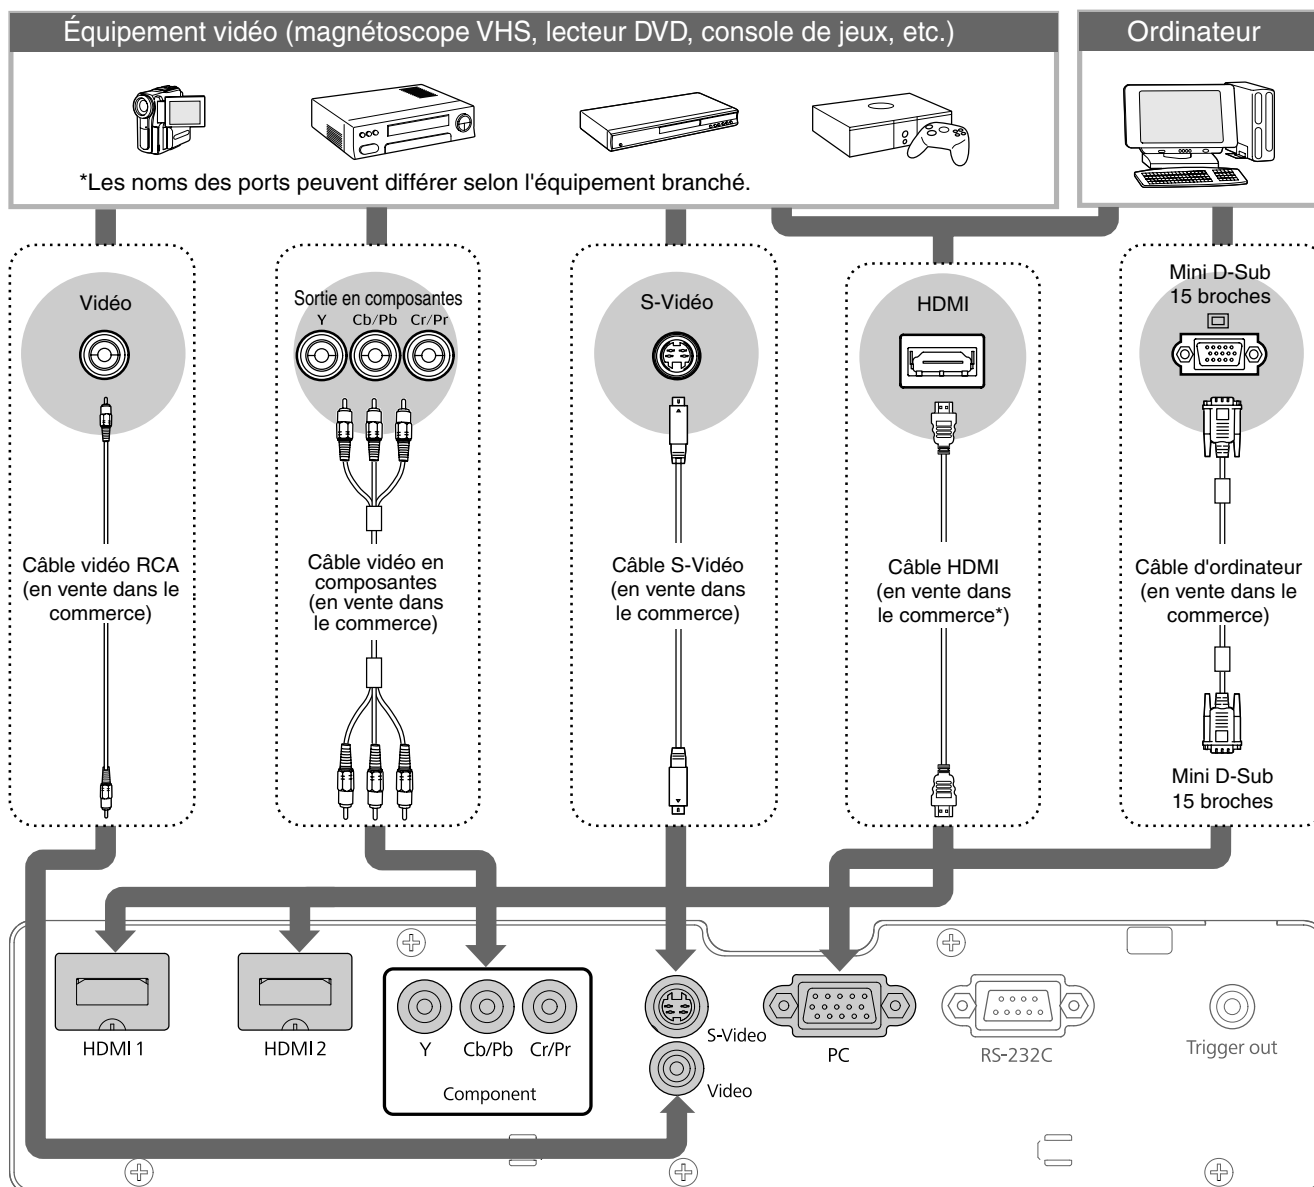 Équipement vidéo (magnétoscope VHS, lecteur DVD, console de jeux, etc.)
Ordinateur
*Les noms des ports peuvent différer selon l'équipement branché.
Vidéo
Sortie en composantes
Y Cb/Pb Cr/Pr
S-Vidéo
HDMI
Mini D-Sub
15 broches
Câble vidéo RCA
(en vente dans le
commerce)
Câble vidéo en
composantes
(en vente dans
le commerce)
Câble S-Vidéo
(en vente dans
le commerce)
Câble HDMI
(en vente dans
le commerce*)
Câble d'ordinateur
(en vente dans le
commerce)
Mini D-Sub
15 broches
HDMI 1
HDMI 2
Y Cb/Pb Cr/Pr
Component
S-Video
Video
PC
RS-232C
Trigger out